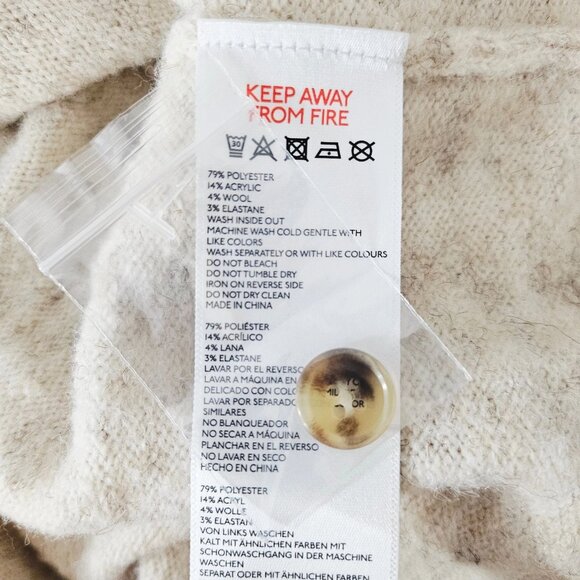 KEEP AWAY
FROM FIRE
30
79% POLYESTER
14% ACRYLIC
4% WOOL
3% ELASTANE
WASH INSIDE OUT
MACHINE WASH COLD GENTLE WITH
LIKE COLORS
WASH SEPARATELY OR WITH LIKE COLOURS
DO NOT BLEACH
DO NOT TUMBLE DRY
IRON ON REVERSE SIDE
DO NOT DRY CLEAN
MADE IN CHINA
79% POLIÉSTER
14% ACRÍLICO
4% LANA
3% ELASTANE
LAVAR POR EL REVERSO
LAVAR A MÁQUINA EN
DELICADO CON COLO
LAVAR POR SEPARADO
SIMILARES
NO BLANQUEADOR
NO SECAR A MÁQUINA
PLANCHAR EN EL REVERSO
NO LAVAR EN SECO
HECHO EN CHINA
79% POLYESTER
14% ACRYL
4% WOLLE
3% ELASTAN
VON LINKS WASCHEN
KALT MIT ÄHNLICHEN FARBEN MIT
SCHONWASCHGANG IN DER MASCHINE
WASCHEN
SEPARAT ODER MIT ÄHNLICHEN FARBEN